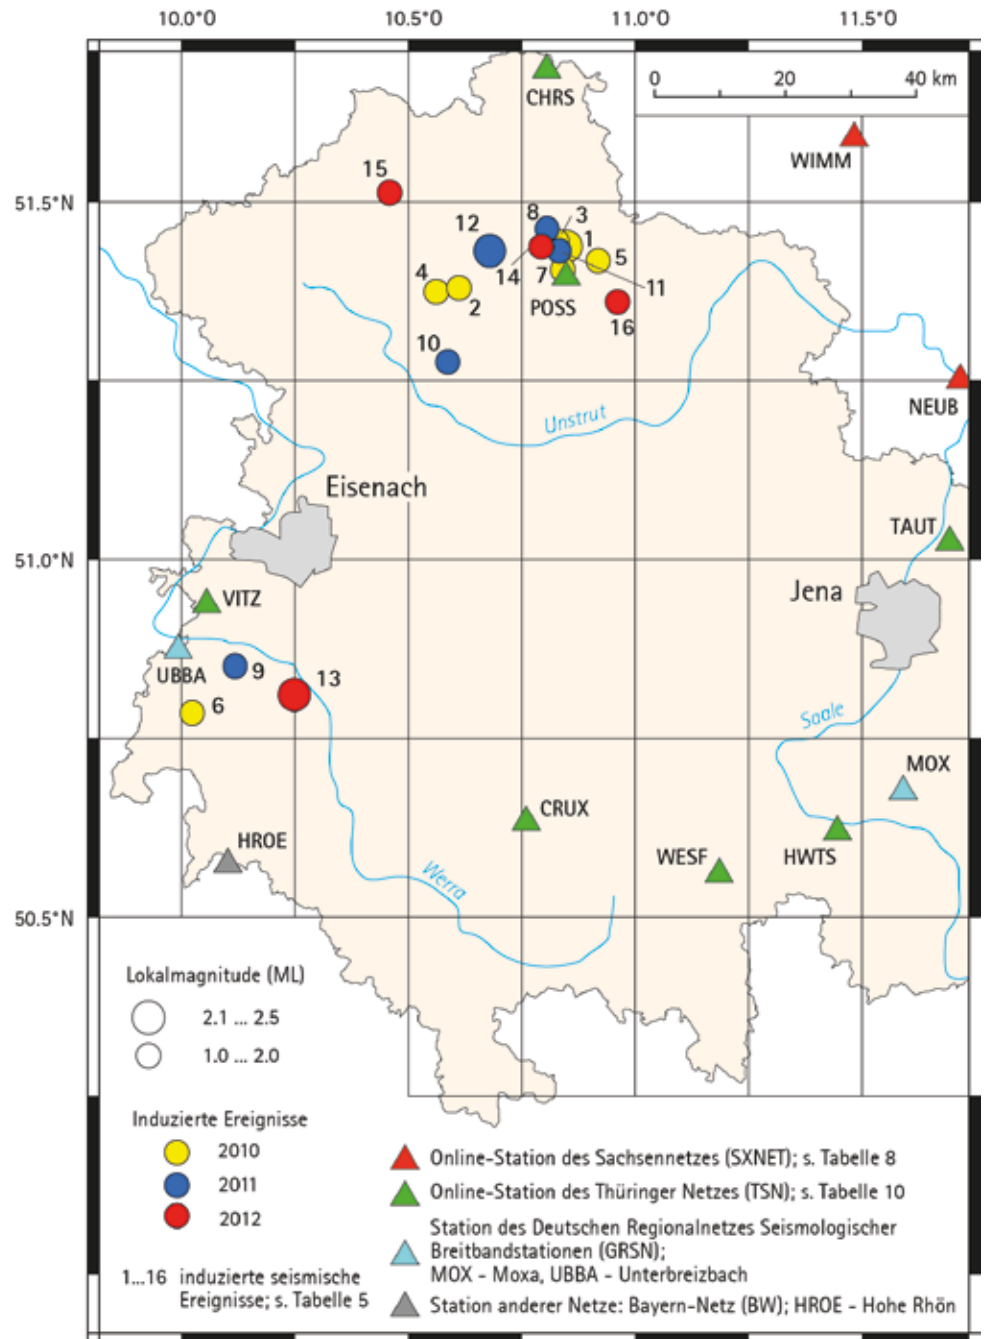 10.0°O 10.5°O 11.0°O 11.5°O
0 20 40 km
CHRS
WIMM
15
51.5°N
8 3
12 1
5
4 14 7 11
2 POSS
16
10
NEUB
Unstrut
Eisenach
TAUT
51.0°N
Jena
VITZ
UBBA 9 13
6
Saale
MOX
CRUX
HROE
WESF HWTS
Werra
50.5°N
Lokalmagnitude (ML)
2.1 ... 2.5
1.0 ... 2.0
Induzierte Ereignisse
2010
2011
2012
1...16 induzierte seismische
Ereignisse; s. Tabelle 5
Online-Station des Sachsennetzes (SXNET); s. Tabelle 8
Online-Station des Thüringer Netzes (TSN); s. Tabelle 10
Station des Deutschen Regionalnetzes Seismologischer
Breitbandstationen (GRSN);
MOX - Moxa, UBBA - Unterbreizbach
Station anderer Netze: Bayern-Netz (BW); HROE - Hohe Rhön